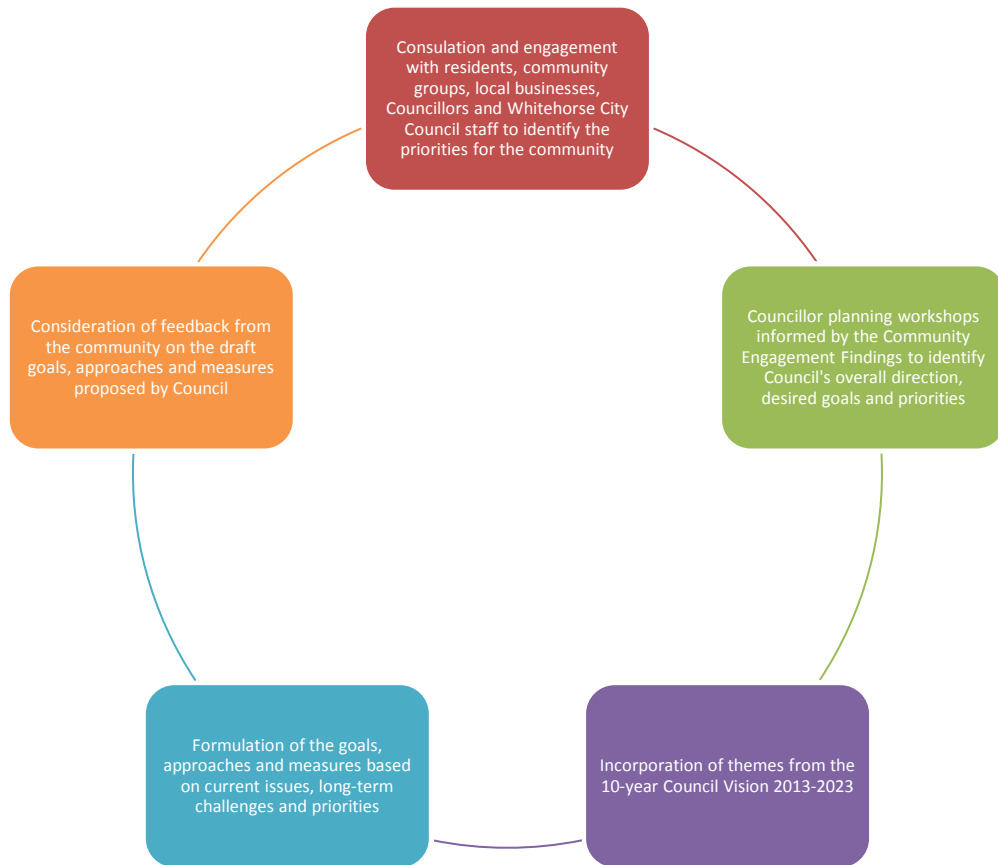 Consulation and engagement
with residents, community
groups, local businesses,
Councillors and Whitehorse City
Council staff to identify the
priorities for the community
Councillor planning workshops
informed by the Community
Engagement Findings to identify
Council's overall direction,
desired goals and priorities
Incorporation of themes from the
10-year Council Vision 2013-2023
Formulation of the goals,
approaches and measures based
on current issues, long-term
challenges and priorities
Consideration of feedback from
the community on the draft
goals, approaches and measures
proposed by Council